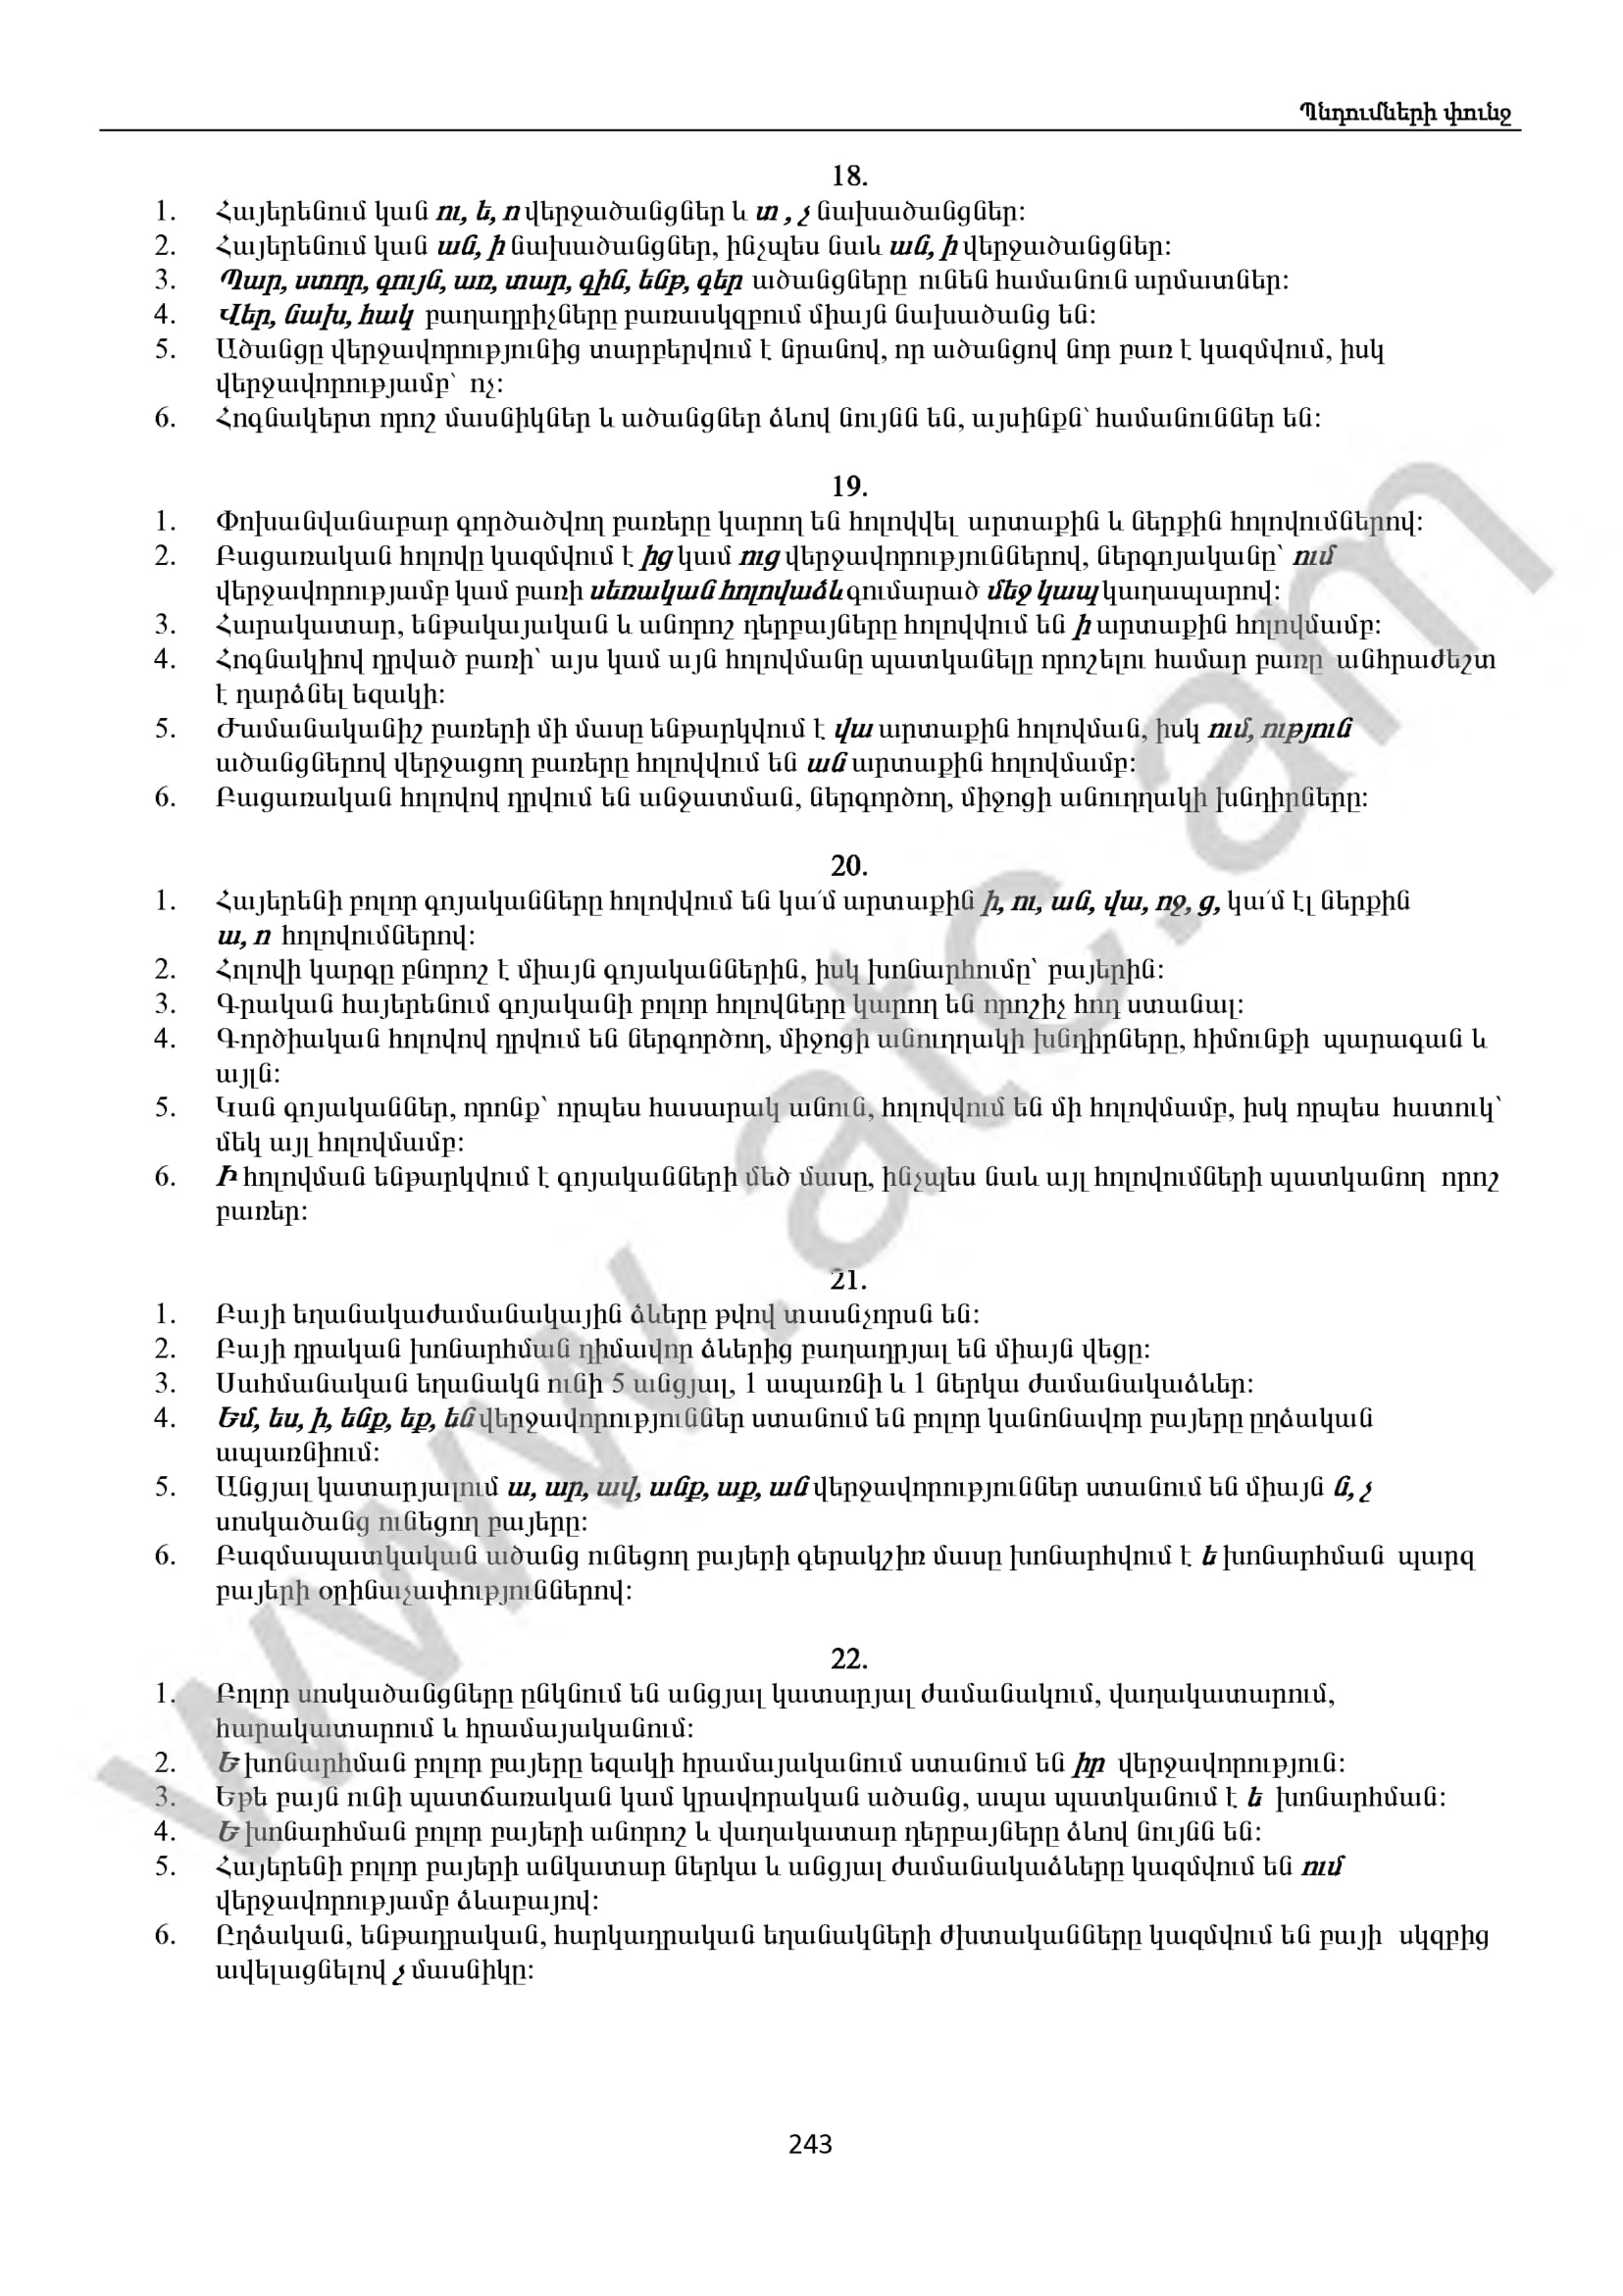 Պնդումների փունջ
18.
1. Հայերենում կան ու, ե, ո վերջածանցներ և տ , չ նախածանցներ:
2. Հայերենում կան ան, ի նախածանցներ, ինչպես նաև ան, ի վերջածանցներ:
3. Պար, ստոր, գույն, առ, տար, գին, ենթ, գեր ածանցները ունեն համանուն արմատներ:
4. Վեր, նախ, հակ բաղադրիչները բառասկզբում միայն նախածանց են:
5. Ածանցը վերջավորությունից տարբերվում է նրանով, որ ածանցով նոր բառ է կազմվում, իսկ
վերջավորությամբ՝ ոչ:
6. Հոգնակերտ որոշ մասնիկներ և ածանցներ ձևով նույնն են, այսինքն՝ համանուններ են:
19.
1. Փոխանվանաբար գործածվող բառերը կարող են հոլովվել արտաքին և ներքին հոլովումներով:
2. Բացառական հոլովը կազմվում է ից կամ ուց վերջավորություններով, ներգոյականը՝ ում
վերջավորությամբ կամ բառի սեռական հոլովաձև գումարած մեջ կապ կաղապարով:
3. Հարակատար, ենթակայական և անորոշ դերբայները հոլովվում են ի արտաքին հոլովմամբ:
4. Հոգնակիով դրված բառի՝ այս կամ այն հոլովմանը պատկանելը որոշելու համար բառը անհրաժեշտ
է դարձնել եզակի:
5. Ժամանականիշ բառերի մի մասը ենթարկվում է վա արտաքին հոլովման, իսկ ում, ություն
ածանցներով վերջացող բառերը հոլովվում են ան արտաքին հոլովմամբ:
6. Բացառական հոլովով դրվում են անջատման, ներգործող, միջոցի անուղղակի խնդիրները:
20.
1. Հայերենի բոլոր գոյականները հոլովվում են կա՛մ արտաքին ի, ու, ան, վա, ոջ, ց, կա՛մ էլ ներքին
ա, ո հոլովումներով:
2. Հոլովի կարգը բնորոշ է միայն գոյականներին, իսկ խոնարհումը՝ բայերին:
3. Գրական հայերենում գոյականի բոլոր հոլովները կարող են որոշիչ հոդ ստանալ:
4. Գործիական հոլովով դրվում են ներգործող, միջոցի անուղղակի խնդիրները, հիմունքի պարագան և
այլն:
5. Կան գոյականներ, որոնք՝ որպես հասարակ անուն, հոլովվում են մի հոլովմամբ, իսկ որպես հատուկ՝
մեկ այլ հոլովմամբ:
6. Ի հոլովման ենթարկվում է գոյականների մեծ մասը, ինչպես նաև այլ հոլովումների պատկանող որոշ
բառեր:
21.
1. Բայի եղանակաժամանակային ձևերը թվով տասնչորսն են:
2. Բայի դրական խոնարհման դիմավոր ձևերից բաղադրյալ են միայն վեցը:
3. Սահմանական եղանակն ունի 5 անցյալ, 1 ապառնի և 1 ներկա ժամանակաձևեր:
4. Եմ, ես, ի, ենք, եք, են վերջավորություններ ստանում են բոլոր կանոնավոր բայերը ըղձական
ապառնիում:
5. Անցյալ կատարյալում ա, ար, ավ, անք, աք, ան վերջավորություններ ստանում են միայն ն, չ
սոսկածանց ունեցող բայերը:
6. Բազմապատկական ածանց ունեցող բայերի գերակշիռ մասը խոնարհվում է ե խոնարհման պարզ
բայերի օրինաչափություններով:
22.
1. Բոլոր սոսկածանցները ընկնում են անցյալ կատարյալ ժամանակում, վաղակատարում,
հարակատարում և հրամայականում:
2. Ե խոնարհման բոլոր բայերը եզակի հրամայականում ստանում են իր վերջավորություն:
3. Եթե բայն ունի պատճառական կամ կրավորական ածանց, ապա պատկանում է ե խոնարհման:
4. Ե խոնարհման բոլոր բայերի անորոշ և վաղակատար դերբայները ձևով նույնն են:
5. Հայերենի բոլոր բայերի անկատար ներկա և անցյալ ժամանակաձևերը կազմվում են ում
վերջավորությամբ ձևաբայով:
6. Ըղձական, ենթադրական, հարկադրական եղանակների ժխտականները կազմվում են բայի սկզբից
ավելացնելով չ մասնիկը:
243
www.atc.am